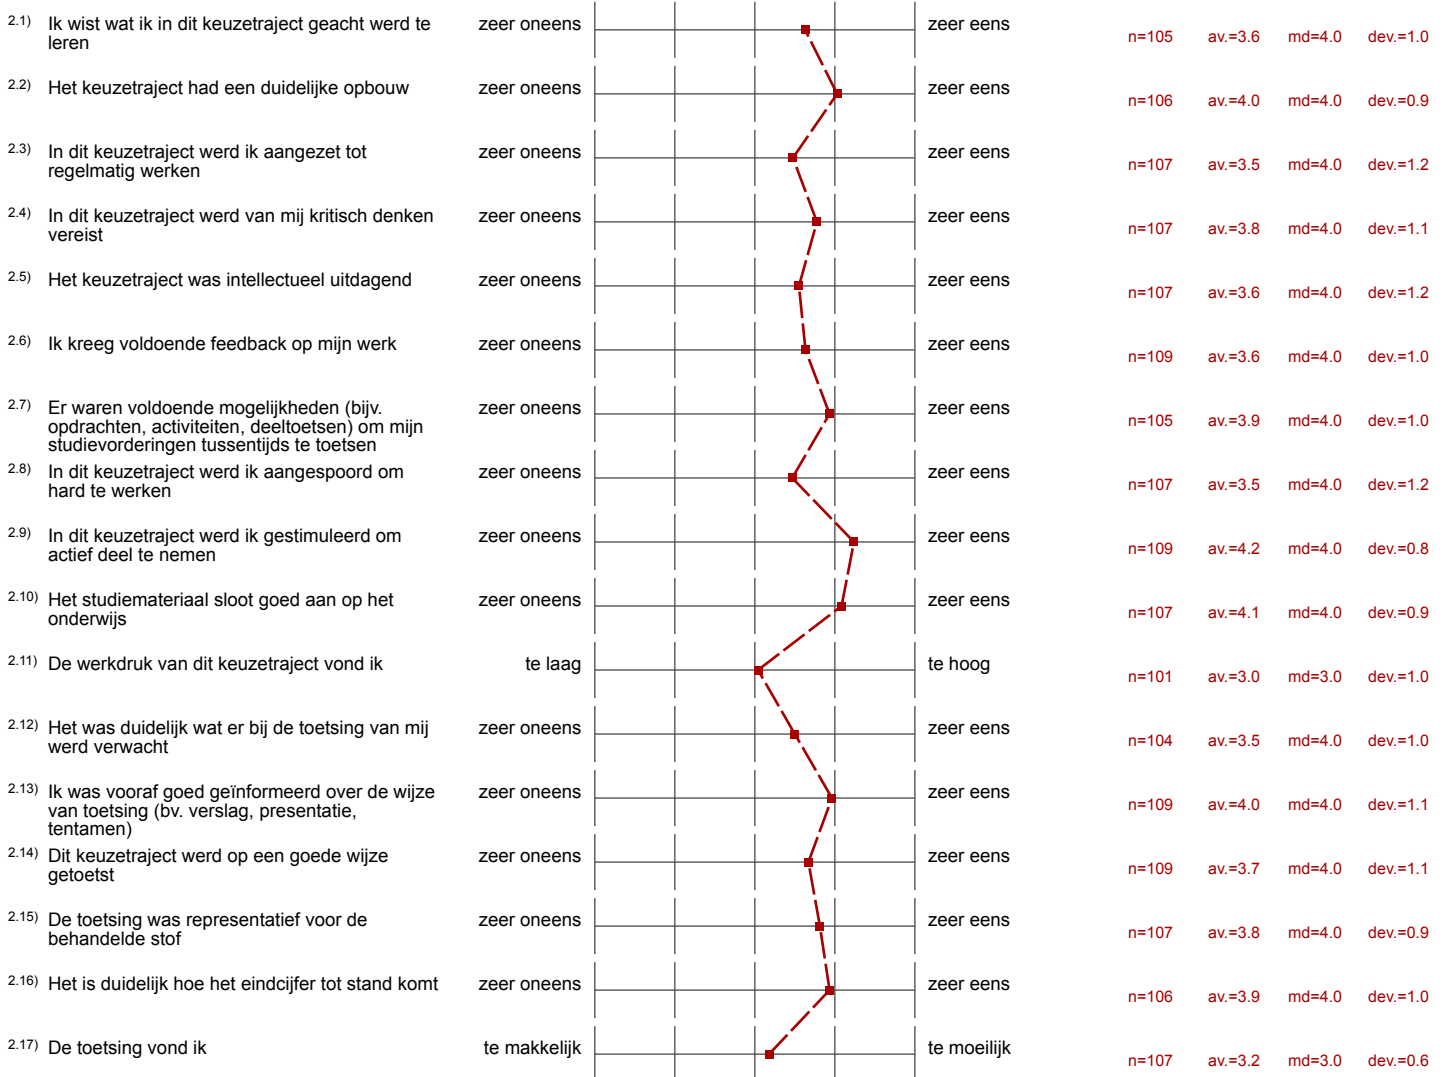 2.1) Ik wist wat ik in dit keuzetraject geacht werd te
leren
zeer oneens zeer eens n=105 av.=3.6 md=4.0 dev.=1.0
2.2) Het keuzetraject had een duidelijke opbouw
zeer oneens zeer eens n=106 av.=4.0 md=4.0 dev.=0.9
2.3) In dit keuzetraject werd ik aangezet tot
regelmatig werken
zeer oneens zeer eens n=107 av.=3.5 md=4.0 dev.=1.2
2.4) In dit keuzetraject werd van mij kritisch denken
vereist
zeer oneens zeer eens n=107 av.=3.8 md=4.0 dev.=1.1
2.5) Het keuzetraject was intellectueel uitdagend
zeer oneens zeer eens n=107 av.=3.6 md=4.0 dev.=1.2
2.6) Ik kreeg voldoende feedback op mijn werk
zeer oneens zeer eens n=109 av.=3.6 md=4.0 dev.=1.0
2.7) Er waren voldoende mogelijkheden (bijv.
opdrachten, activiteiten, deeltoetsen) om mijn
studievorderingen tussentijds te toetsen
zeer oneens zeer eens n=105 av.=3.9 md=4.0 dev.=1.0
2.8) In dit keuzetraject werd ik aangespoord om
hard te werken
zeer oneens zeer eens n=107 av.=3.5 md=4.0 dev.=1.2
2.9) In dit keuzetraject werd ik gestimuleerd om
actief deel te nemen
zeer oneens zeer eens n=109 av.=4.2 md=4.0 dev.=0.8
2.10) Het studiemateriaal sloot goed aan op het
onderwijs
zeer oneens zeer eens n=107 av.=4.1 md=4.0 dev.=0.9
2.11) De werkdruk van dit keuzetraject vond ik
te laag te hoog n=101 av.=3.0 md=3.0 dev.=1.0
2.12) Het was duidelijk wat er bij de toetsing van mij
werd verwacht
zeer oneens zeer eens n=104 av.=3.5 md=4.0 dev.=1.0
2.13) Ik was vooraf goed geïnformeerd over de wijze
van toetsing (bv. verslag, presentatie,
tentamen)
zeer oneens zeer eens n=109 av.=4.0 md=4.0 dev.=1.1
2.14) Dit keuzetraject werd op een goede wijze
getoetst
zeer oneens zeer eens n=109 av.=3.7 md=4.0 dev.=1.1
2.15) De toetsing was representatief voor de
behandelde stof
zeer oneens zeer eens n=107 av.=3.8 md=4.0 dev.=0.9
2.16) Het is duidelijk hoe het eindcijfer tot stand komt
zeer oneens zeer eens n=106 av.=3.9 md=4.0 dev.=1.0
2.17) De toetsing vond ik
te makkelijk te moeilijk n=107 av.=3.2 md=3.0 dev.=0.6